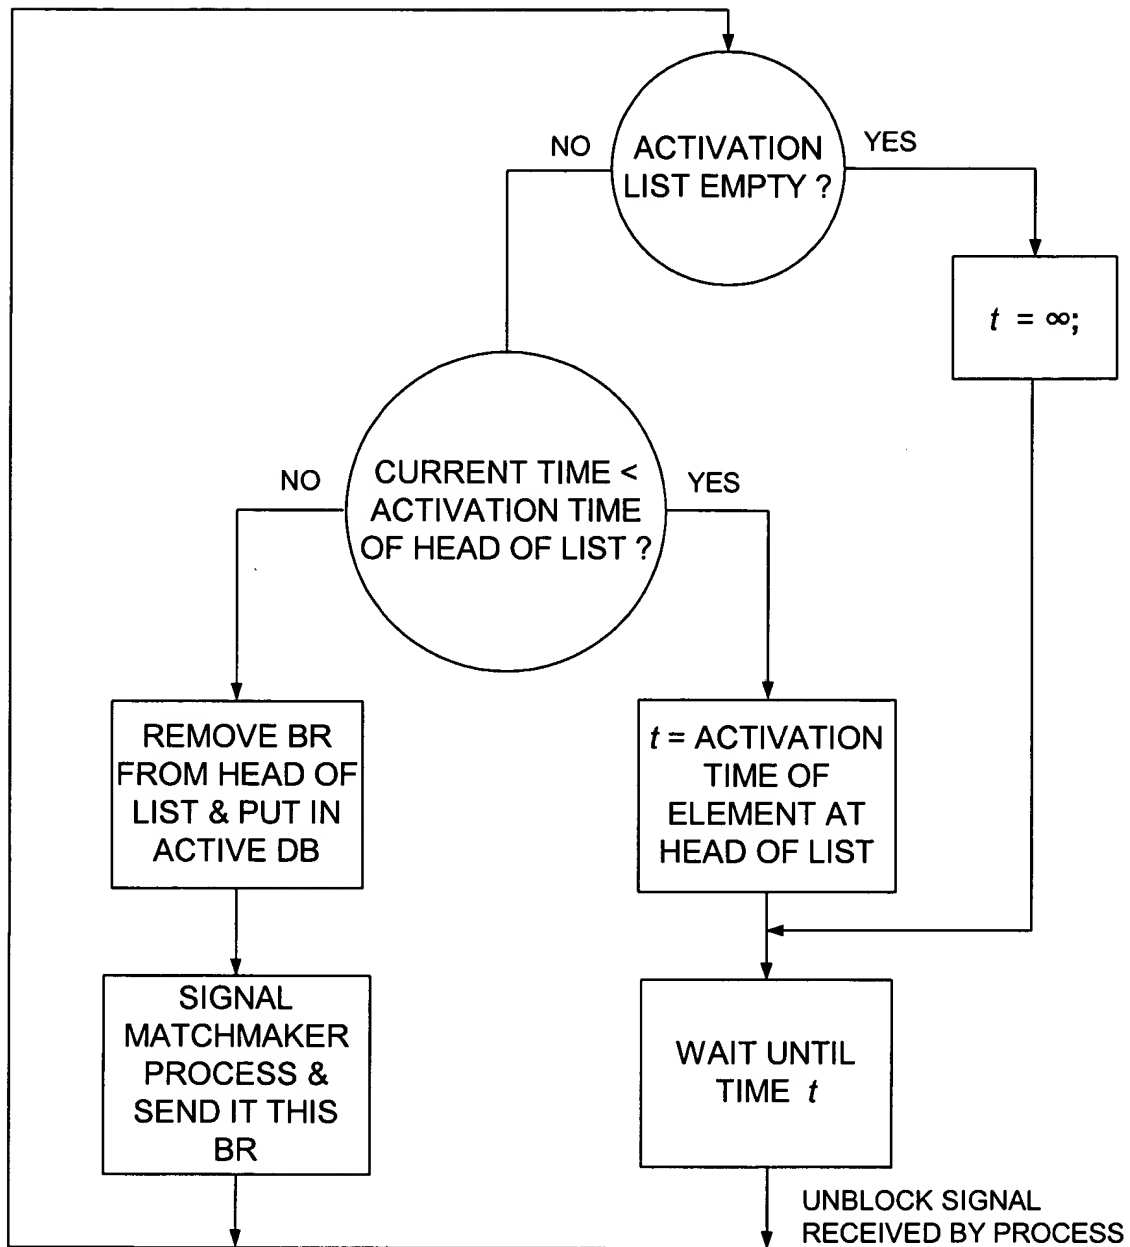 ACTIVATION
LIST EMPTY ?
NO
YES
t = ∞;
CURRENT TIME <
ACTIVATION TIME
OF HEAD OF LIST ?
NO
YES
REMOVE BR
FROM HEAD OF
LIST & PUT IN
ACTIVE DB
t = ACTIVATION
TIME OF
ELEMENT AT
HEAD OF LIST
SIGNAL
MATCHMAKER
PROCESS &
SEND IT THIS
BR
WAIT UNTIL
TIME t
UNBLOCK SIGNAL
RECEIVED BY PROCESS